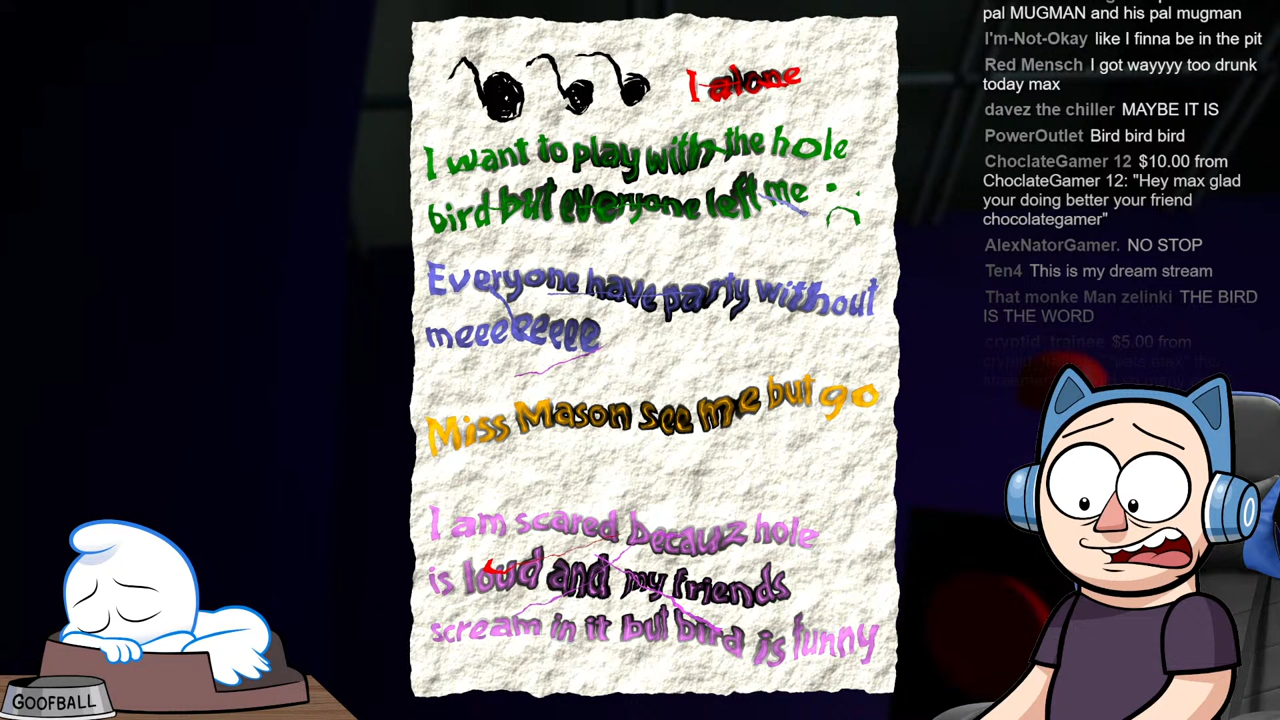 I alone
I want to play with the hole
bird but everyone left me
Everyone have party without
meeeeeeee
Miss Mason see me but go
I am scared becauz hole
is loud and my friends
scream in it but bird is funny
pal MUGMAN and his pal mugman
I'm-Not-Okay like I finna be in the pit
Red Mensch I got wayyyy too drunk
today max
davez the chiller MAYBE IT IS
PowerOutlet Bird bird bird
ChoclateGamer 12 $10.00 from
ChoclateGamer 12: "Hey max glad
your doing better your friend
chocolategamer"
AlexNatorGamer. NO STOP
Ten4 This is my dream stream
That monke Man zelinki THE BIRD
IS THE WORD
cryptid_trainee $5.00 from
GOOFBALL